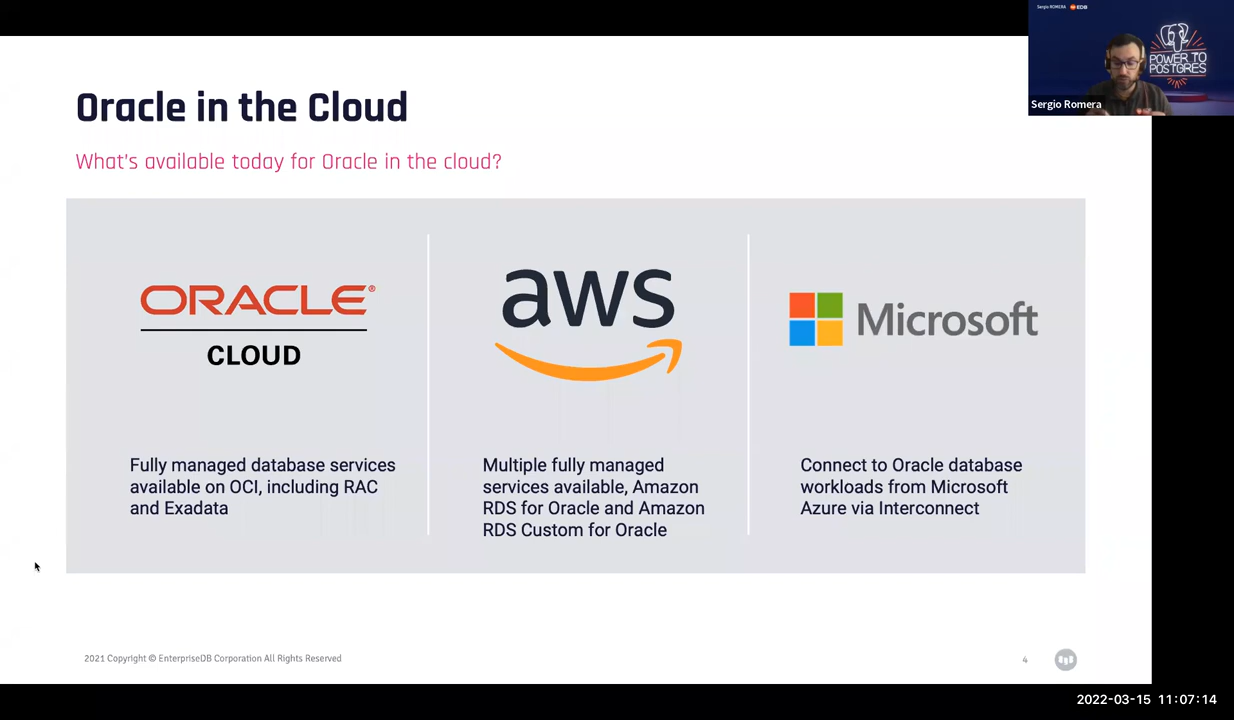 Sergio ROMERA EDB
POWER TO
POSTGRES
Sergio Romera
Oracle in the Cloud
What's available today for Oracle in the cloud?
ORACLE®
CLOUD
aws
Microsoft
Fully managed database services
available on OCI, including RAC
and Exadata
Multiple fully managed
services available, Amazon
RDS for Oracle and Amazon
RDS Custom for Oracle
Connect to Oracle database
workloads from Microsoft
Azure via Interconnect
2021 Copyright © EnterpriseDB Corporation All Rights Reserved
4
2022-03-15 11:07:14